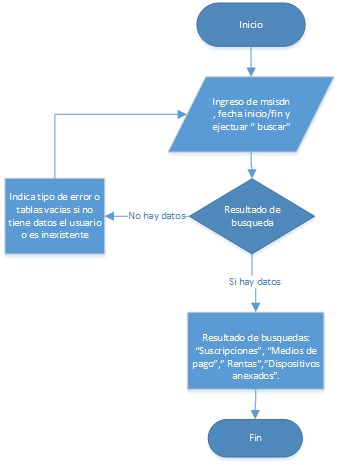 Inicio
Ingreso de msisdn
, fecha inicio/fin y
ejectuar “ buscar”
Indica tipo de error o
tablas vacías si no
tiene datos el usuario
o es inexistente
No hay datos
Resultado de
busqueda
Si hay datos
Resultado de busquedas:
“Suscripciones”, “Medios de
pago”,” Rentas”,”Dispositivos
anexados”.
Fin